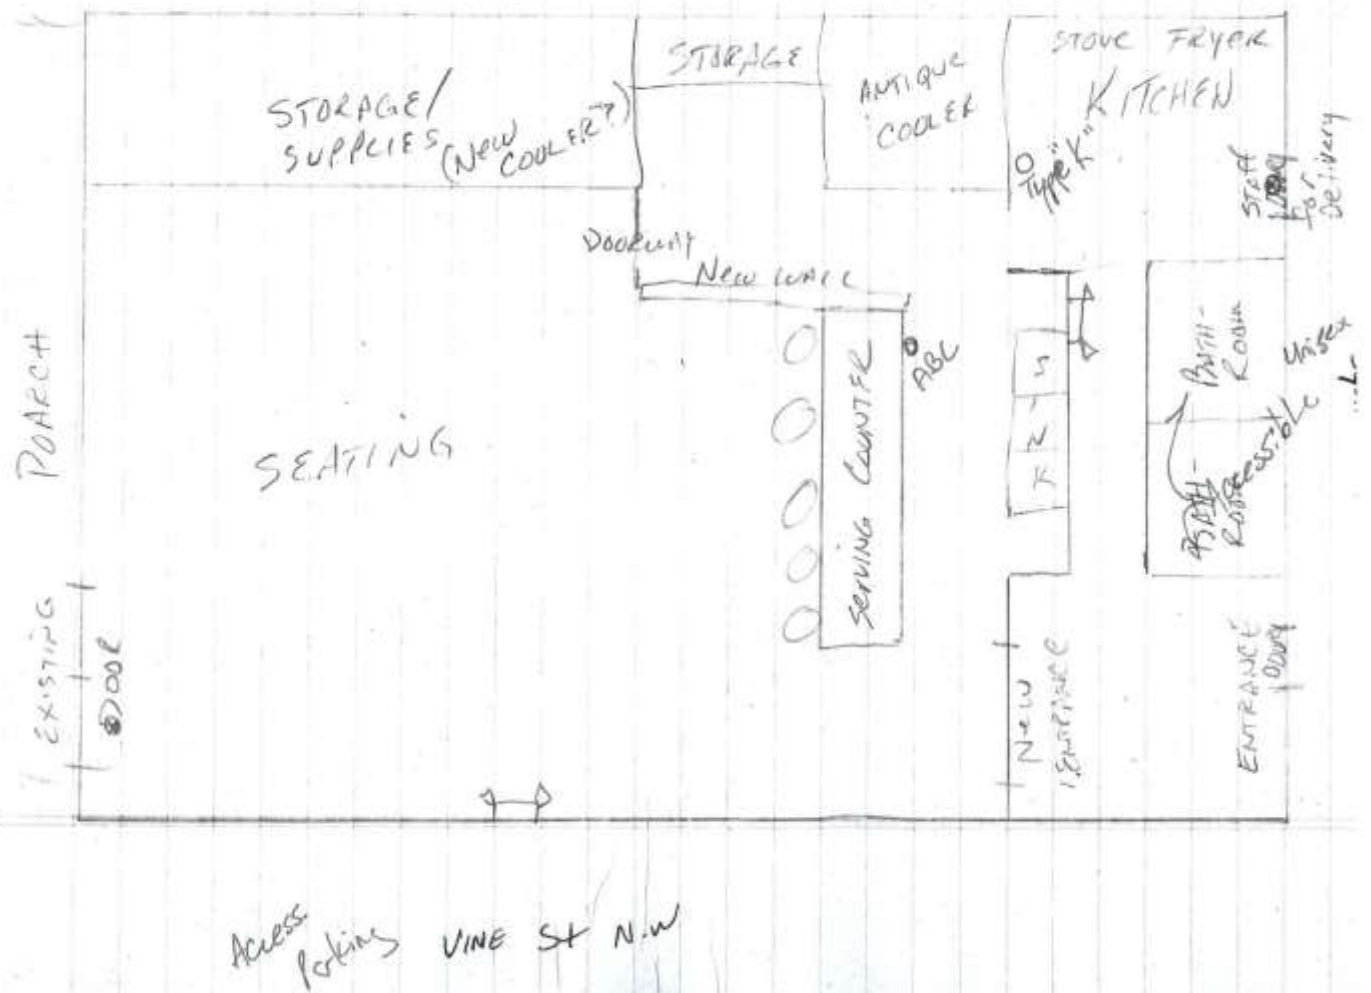 STORAGE
STOVE FRYER
KITCHEN
ANTIQUE
COOLER
STORAGE/
SUPPLIES
(NEW
COOLER?)
Type "K"
STAFF
for
Delivery
DOORWAY
NEW WALL
POARCH
SEATING
SERVING COUNTER
ABC
BATH-
ROOM
Unisex
Accessible
BATH-
EXISTING
DOOR
NEW
ENTRANCE
ENTRANCE
DOOR
Access
Parking VINE St N.W